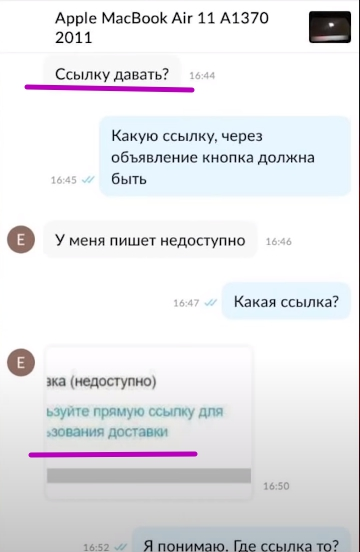 Apple MacBook Air 11 A1370
2011
Ссылку давать?
16:44
Какую ссылку, через
объявление кнопка должна
быть
16:45
E
У меня пишет недоступно
16:46
Какая ссылка?
16:47
E
вка (недоступно)
ьзуйте прямую ссылку для
ьзования доставки
16:50
Я понимаю. Где ссылка то?
16:52